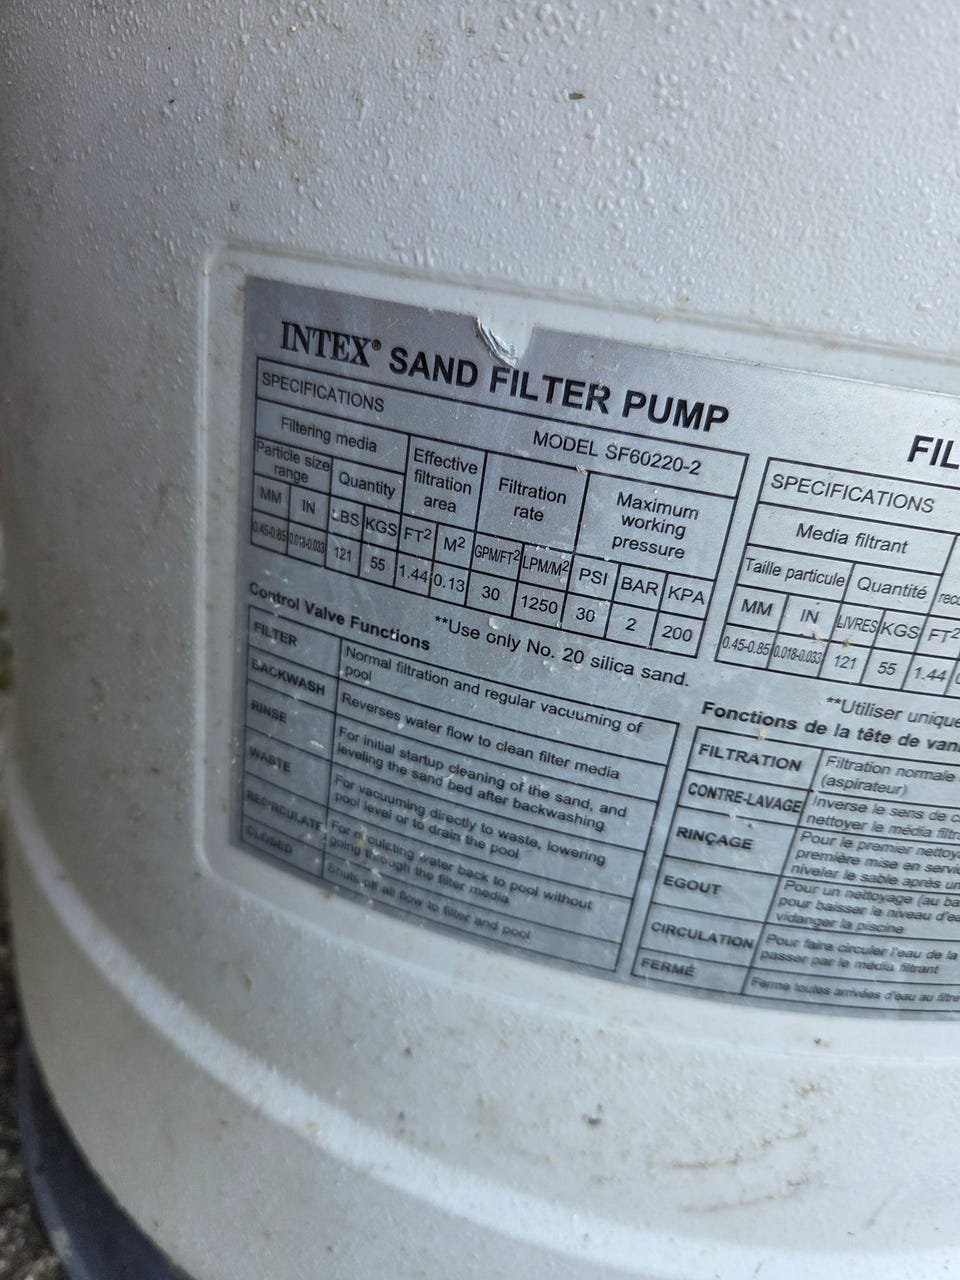 INTEX® SAND FILTER PUMP
SPECIFICATIONS
MODEL SF60220-2
Filtering media
Effective filtration area
Filtration rate
Maximum working pressure
Particle size range
Quantity
MM IN LBS KGS FT² M² GPM/FT² LPM/M² PSI BAR KPA
0.45-0.85 0.018-0.033 121 55 1.44 0.13 30 1250 30 2 200
**Use only No. 20 silica sand.
Control Valve Functions
FILTER Normal filtration and regular vacuuming of
pool
BACKWASH Reverses water flow to clean filter media
RINSE For initial startup cleaning of the sand, and
leveling the sand bed after backwashing
WASTE For vacuuming directly to waste, lowering
pool level or to drain the pool
RECIRCULATE For circulating water back to pool without
going through the filter media
CLOSED Shuts off all flow to filter and pool
FIL
SPECIFICATIONS
Media filtrant
Taille particule Quantité
MM IN LIVRES KGS FT²
0.45-0.85 0.018-0.033 121 55 1.44
**Utiliser unique
Fonctions de la tête de vann
FILTRATION Filtration normale
(aspirateur)
CONTRE-LAVAGE Inverse le sens de c
nettoyer le média filtr
RINÇAGE Pour le premier nettoy
première mise en servic
niveler le sable après un
EGOUT Pour un nettoyage (au ba
pour baisser le niveau d'ea
vidanger la piscine
CIRCULATION Pour faire circuler l'eau de la
passer par le média filtrant
FERMÉ Ferme toutes arrivées d'eau au filtre